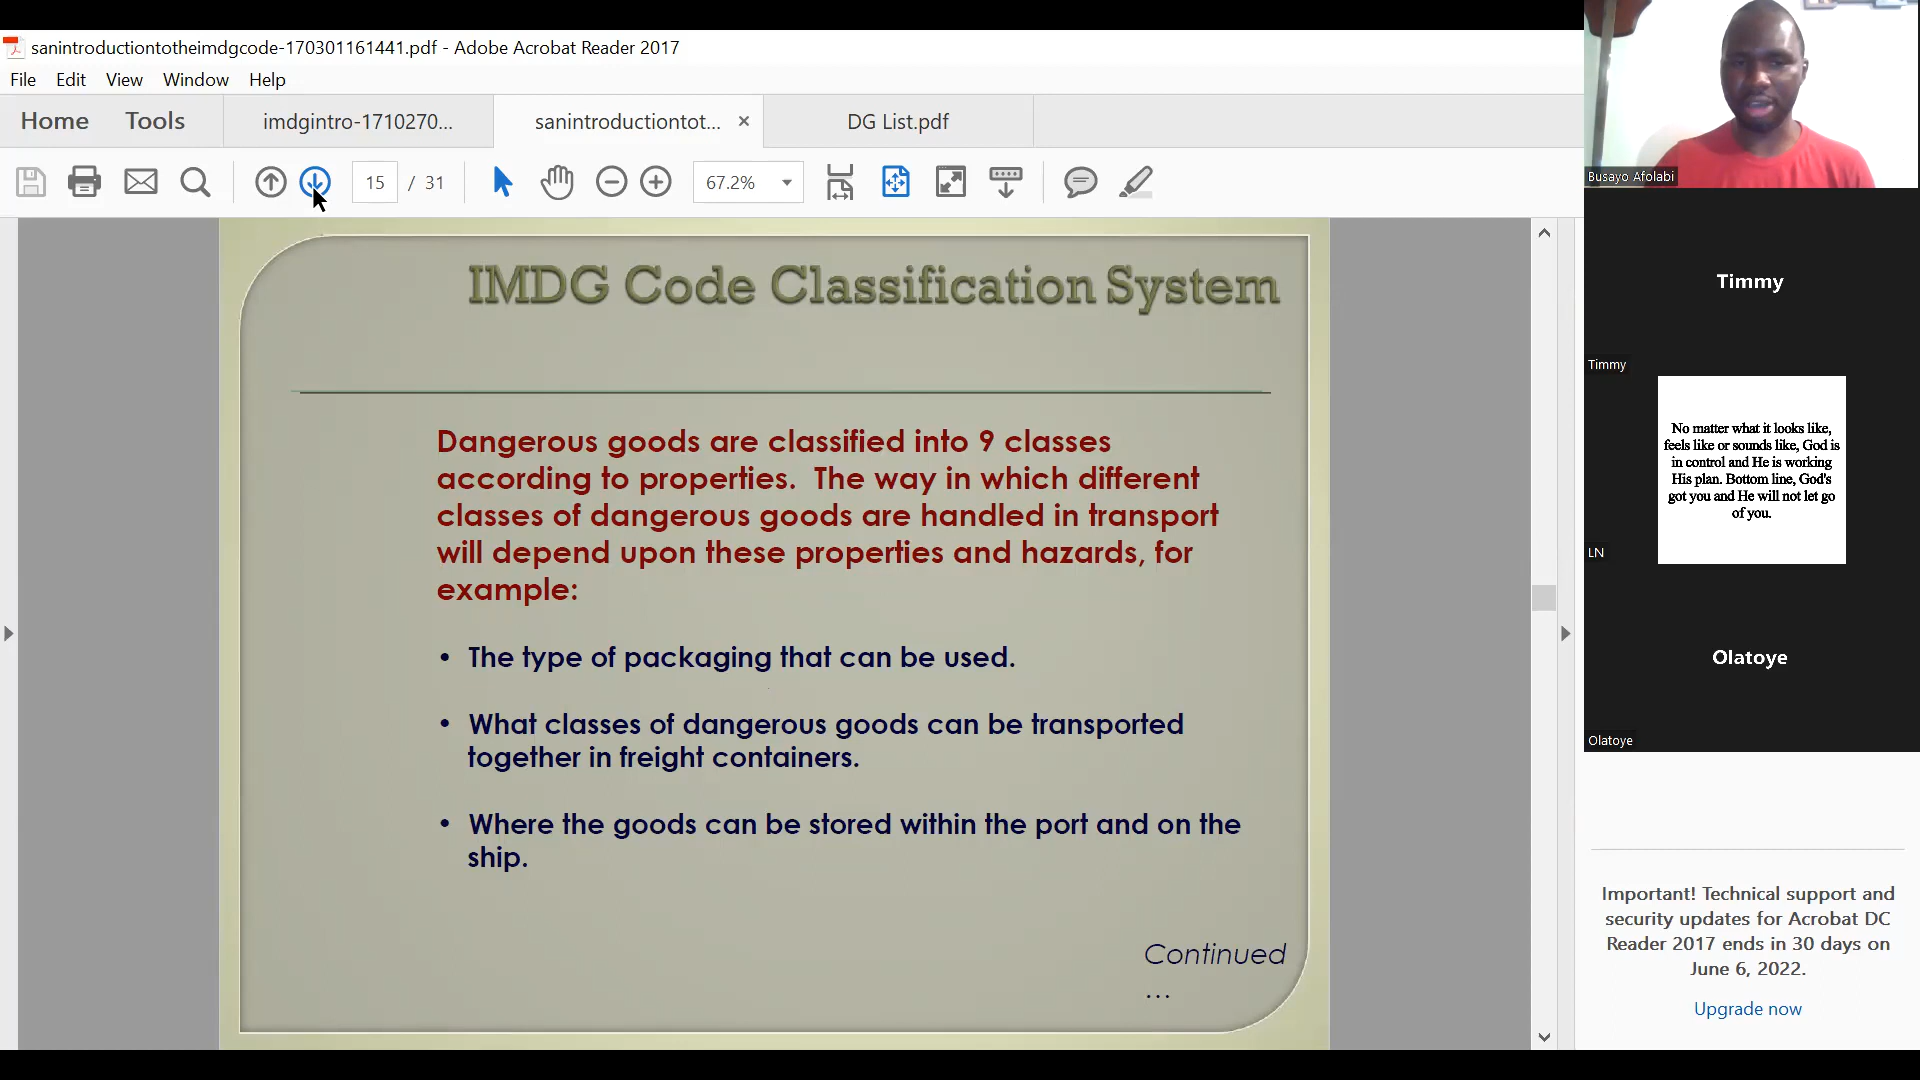 sanintroductiontotheimdgcode-170301161441.pdf - Adobe Acrobat Reader 2017
File Edit View Window Help
Home Tools imdgintro-1710270... sanintroductiontot... × DG List.pdf
15 / 31 67.2%
IMDG Code Classification System
Dangerous goods are classified into 9 classes
according to properties. The way in which different
classes of dangerous goods are handled in transport
will depend upon these properties and hazards, for
example:
• The type of packaging that can be used.
• What classes of dangerous goods can be transported
together in freight containers.
• Where the goods can be stored within the port and on the
ship.
Continued
...
Busayo Afolabi
Timmy
Timmy
No matter what it looks like,
feels like or sounds like, God is
in control and He is working
His plan. Bottom line, God's
got you and He will not let go
of you.
LN
Olatoye
Olatoye
Important! Technical support and
security updates for Acrobat DC
Reader 2017 ends in 30 days on
June 6, 2022.
Upgrade now